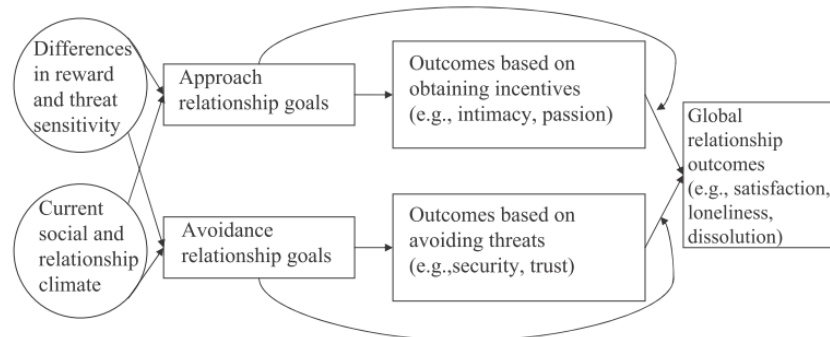 Differences
in reward
and threat
sensitivity
Current
social and
relationship
climate
Approach
relationship goals
Avoidance
relationship goals
Outcomes based on
obtaining incentives
(e.g., intimacy, passion)
Outcomes based on
avoiding threats
(e.g.,security, trust)
Global
relationship
outcomes
(e.g., satisfaction,
loneliness,
dissolution)